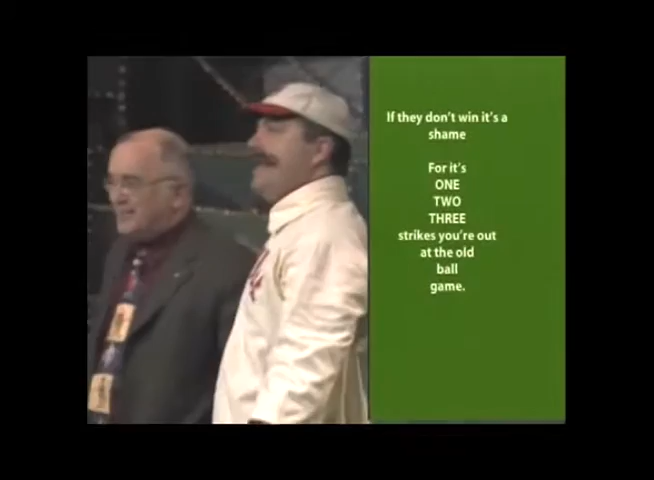 If they don't win it's a
shame
For it's
ONE
TWO
THREE
strikes you're out
at the old
ball
game.